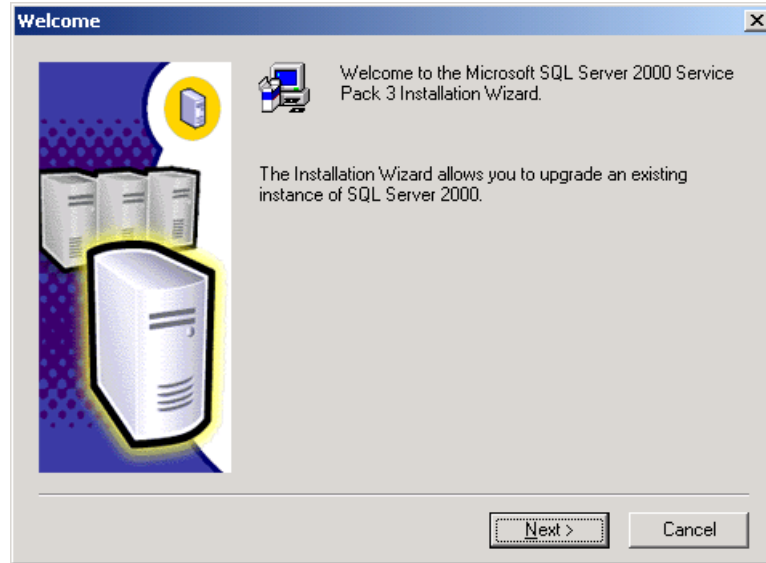 Welcome
Welcome to the Microsoft SQL Server 2000 Service
Pack 3 Installation Wizard.
The Installation Wizard allows you to upgrade an existing
instance of SQL Server 2000.
Next >
Cancel